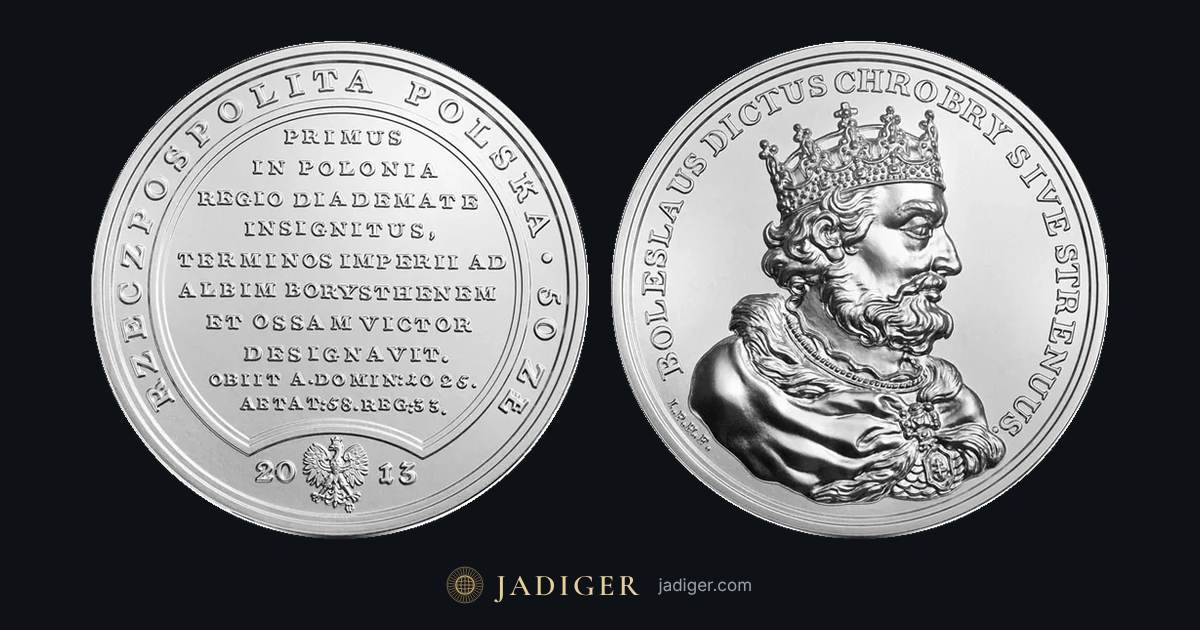 RZECZPOSPOLITA POLSKA · 50 ZŁ
PRIMUS
IN POLONIA
REGIO DIADEMATE
INSIGNITUS,
TERMINOS IMPERII AD
ALBIM BORYSTHENEM
ET OSSAM VICTOR
DESIGNAVIT.
OBIIT A.DOMIN:1025.
AETAT:58.REG:33.
20 13
BOLESLAUS DICTUS CHROBRY SIVE STRENUUS.
I.P.H.F.
JADIGER jadiger.com